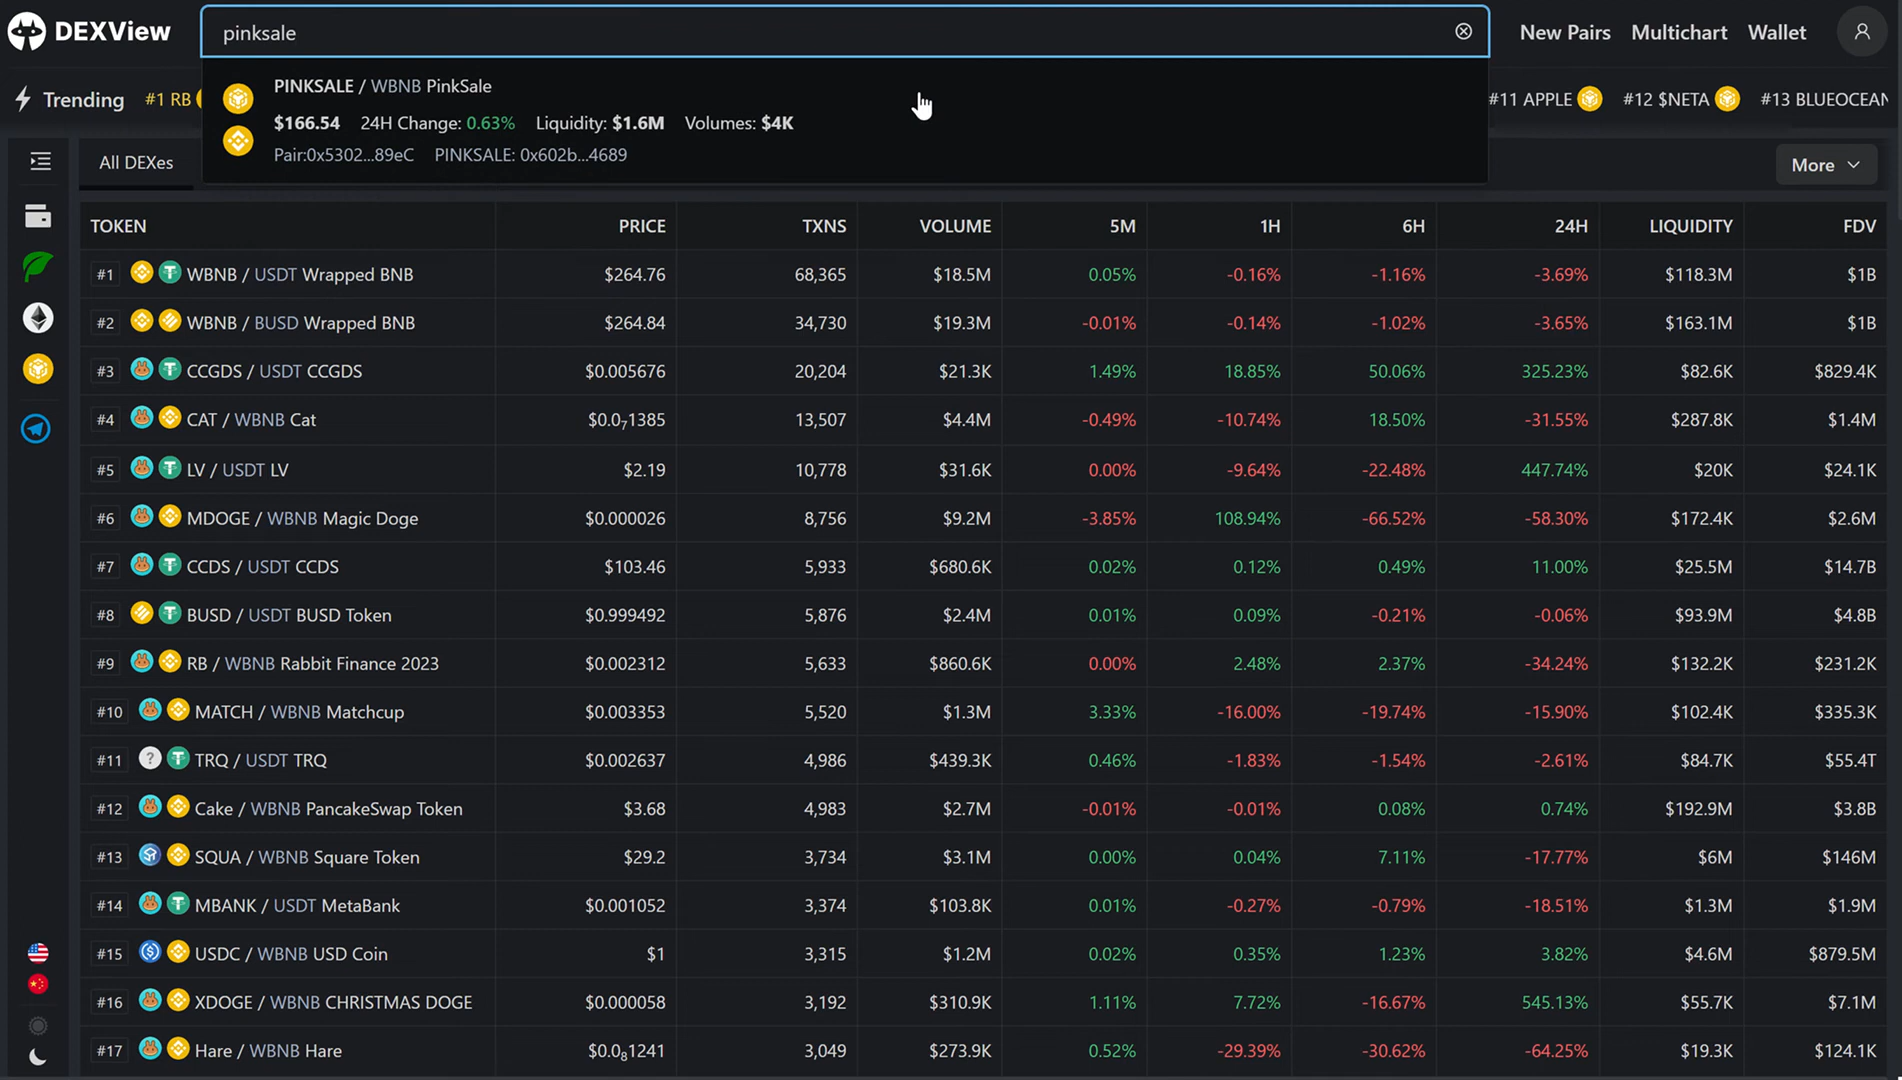 DEXView
pinksale
New Pairs
Multichart
Wallet
PINKSALE / WBNB PinkSale
$166.54 24H Change: 0.63% Liquidity: $1.6M Volumes: $4K
Pair:0x5302...89eC PINKSALE: 0x602b...4689
Trending #1 RB
#11 APPLE #12 $NETA #13 BLUEOCEAN
All DEXes
More
TOKEN PRICE TXNS VOLUME 5M 1H 6H 24H LIQUIDITY FDV
#1 WBNB / USDT Wrapped BNB $264.76 68,365 $18.5M 0.05% -0.16% -1.16% -3.69% $118.3M $1B
#2 WBNB / BUSD Wrapped BNB $264.84 34,730 $19.3M -0.01% -0.14% -1.02% -3.65% $163.1M $1B
#3 CCGDS / USDT CCGDS $0.005676 20,204 $21.3K 1.49% 18.85% 50.06% 325.23% $82.6K $829.4K
#4 CAT / WBNB Cat $0.0₇1385 13,507 $4.4M -0.49% -10.74% 18.50% -31.55% $287.8K $1.4M
#5 LV / USDT LV $2.19 10,778 $31.6K 0.00% -9.64% -22.48% 447.74% $20K $24.1K
#6 MDOGE / WBNB Magic Doge $0.000026 8,756 $9.2M -3.85% 108.94% -66.52% -58.30% $172.4K $2.6M
#7 CCDS / USDT CCDS $103.46 5,933 $680.6K 0.02% 0.12% 0.49% 11.00% $25.5M $14.7B
#8 BUSD / USDT BUSD Token $0.999492 5,876 $2.4M 0.01% 0.09% -0.21% -0.06% $93.9M $4.8B
#9 RB / WBNB Rabbit Finance 2023 $0.002312 5,633 $860.6K 0.00% 2.48% 2.37% -34.24% $132.2K $231.2K
#10 MATCH / WBNB Matchcup $0.003353 5,520 $1.3M 3.33% -16.00% -19.74% -15.90% $102.4K $335.3K
#11 TRQ / USDT TRQ $0.002637 4,986 $439.3K 0.46% -1.83% -1.54% -2.61% $84.7K $55.4T
#12 Cake / WBNB PancakeSwap Token $3.68 4,983 $2.7M -0.01% -0.01% 0.08% 0.74% $192.9M $3.8B
#13 SQUA / WBNB Square Token $29.2 3,734 $3.1M 0.00% 0.04% 7.11% -17.77% $6M $146M
#14 MBANK / USDT MetaBank $0.001052 3,374 $103.8K 0.01% -0.27% -0.79% -18.51% $1.3M $1.9M
#15 USDC / WBNB USD Coin $1 3,315 $1.2M 0.02% 0.35% 1.23% 3.82% $4.6M $879.5M
#16 XDOGE / WBNB CHRISTMAS DOGE $0.000058 3,192 $310.9K 1.11% 7.72% -16.67% 545.13% $55.7K $7.1M
#17 Hare / WBNB Hare $0.0₈1241 3,049 $273.9K 0.52% -29.39% -30.62% -64.25% $19.3K $124.1K